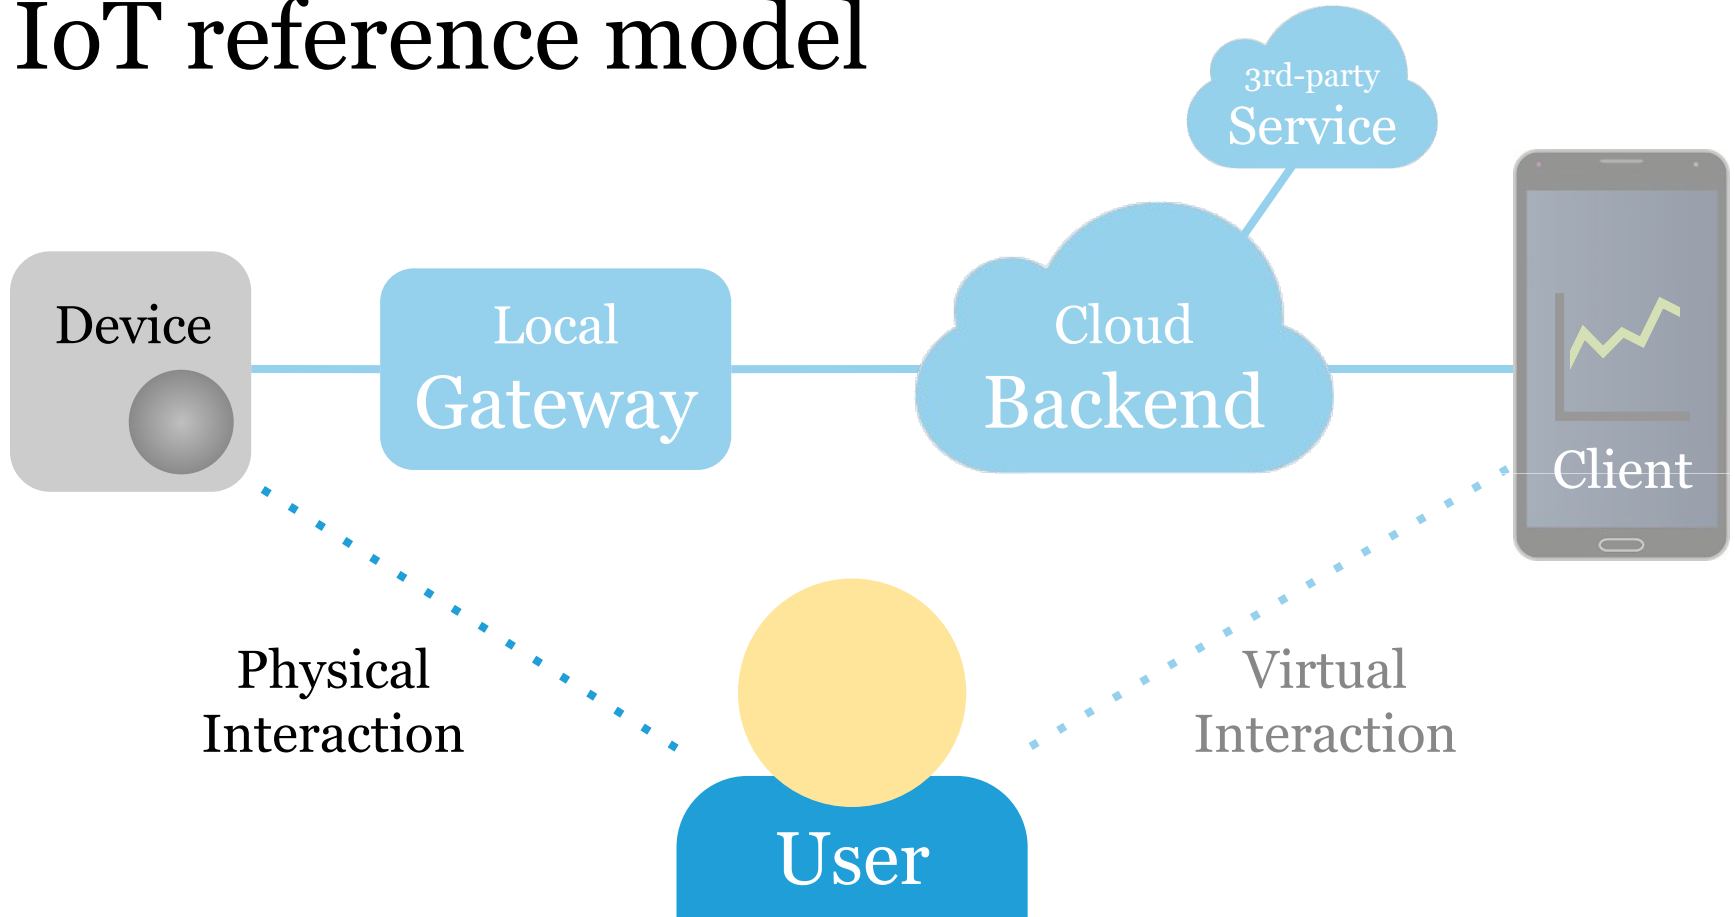 IoT reference model
3rd-party
Service
Device
Local
Gateway
Cloud
Backend
Client
Physical
Interaction
Virtual
Interaction
User